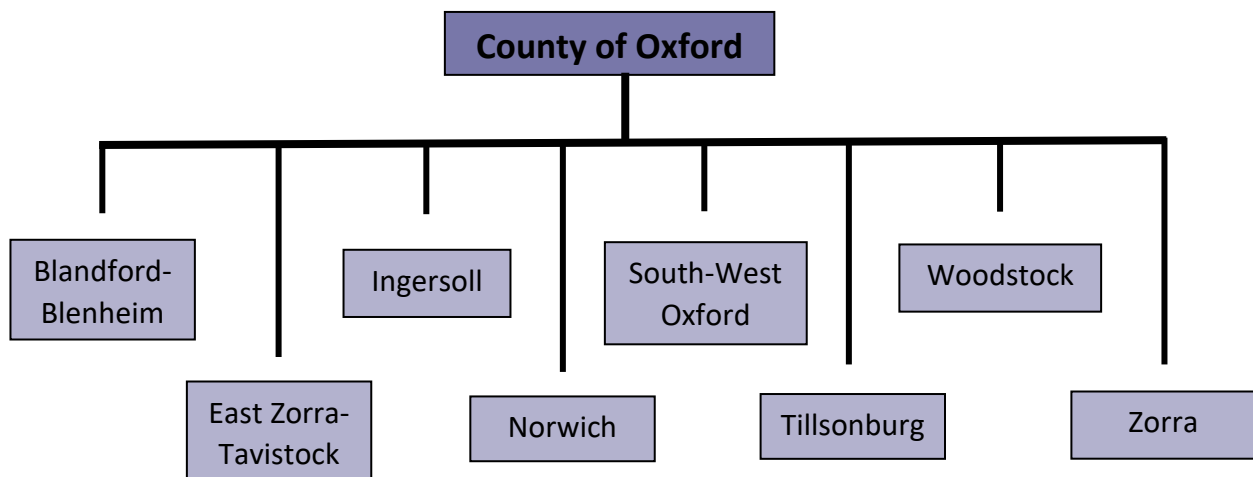 County of Oxford
Blandford-
Blenheim
Ingersoll
South-West
Oxford
Woodstock
East Zorra-
Tavistock
Norwich
Tillsonburg
Zorra